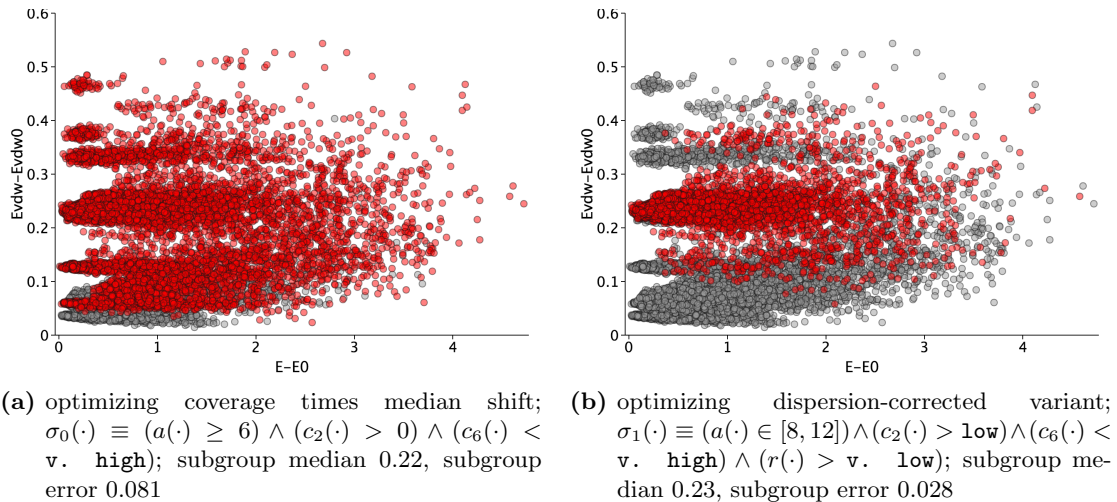 0.6
0.5
0.4
0.3
0.2
0.1
0
Evdw-Evdw0
0 1 2 3 4
E-E0
0.6
0.5
0.4
0.3
0.2
0.1
0
Evdw-Evdw0
0 1 2 3 4
E-E0
(a) optimizing coverage times median shift;
σ₀(·) ≡ (a(·) ≥ 6) ∧ (c₂(·) > 0) ∧ (c₆(·) <
v. high); subgroup median 0.22, subgroup
error 0.081
(b) optimizing dispersion-corrected variant;
σ₁(·) ≡ (a(·) ∈ [8, 12])∧(c₂(·) > low)∧(c₆(·) <
v. high) ∧ (r(·) > v. low); subgroup me-
dian 0.23, subgroup error 0.028